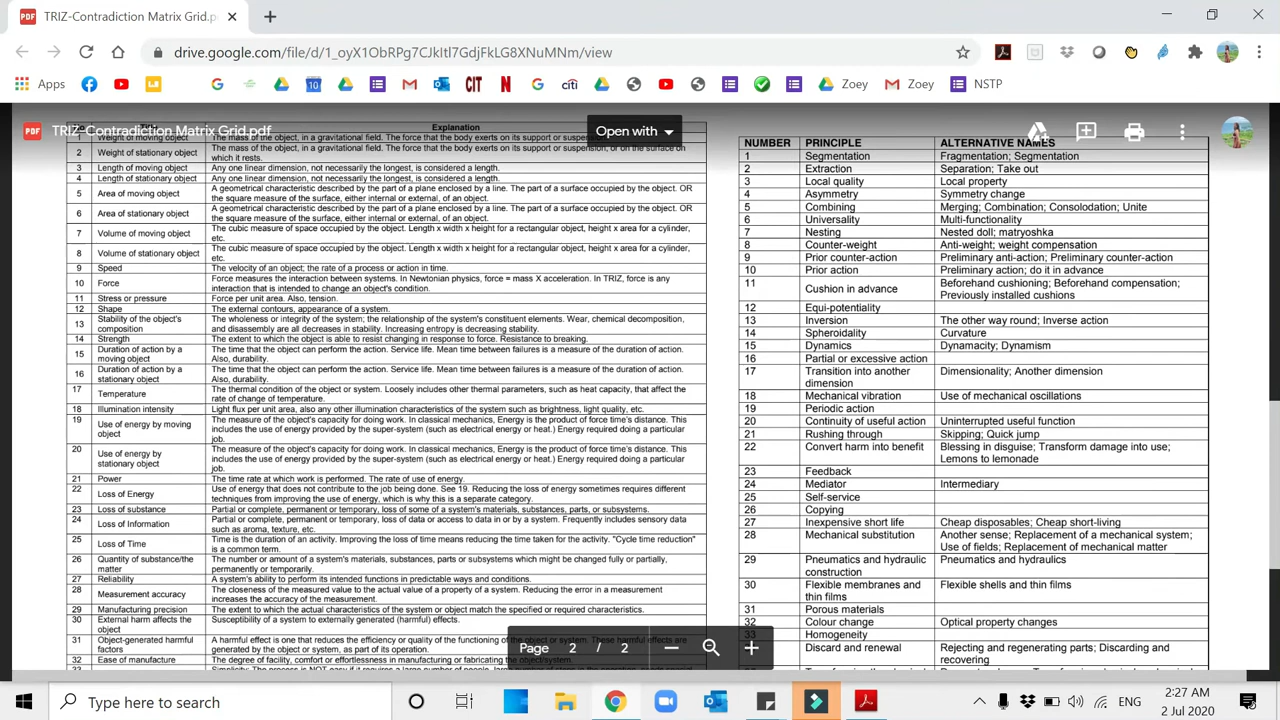 TRIZ-Contradiction Matrix Grid.p
drive.google.com/file/d/1_oyX1ObRPg7CJkItI7GdjFkLG8XNuMNm/view
Apps
10
CIT
N
citi
Zoey
Zoey
NSTP
PDF
TRIZ-Contradiction Matrix Grid.pdf
Explanation
Open with
1 Weight of moving object The mass of the object, in a gravitational field. The force that the body exerts on its support or suspension.
2 Weight of stationary object The mass of the object, in a gravitational field. The force that the body exerts on its support or suspension, or on the surface on
which it rests.
3 Length of moving object Any one linear dimension, not necessarily the longest, is considered a length.
4 Length of stationary object Any one linear dimension, not necessarily the longest, is considered a length.
5 Area of moving object A geometrical characteristic described by the part of a plane enclosed by a line. The part of a surface occupied by the object. OR
the square measure of the surface, either internal or external, of an object.
6 Area of stationary object A geometrical characteristic described by the part of a plane enclosed by a line. The part of a surface occupied by the object. OR
the square measure of the surface, either internal or external, of an object.
7 Volume of moving object The cubic measure of space occupied by the object. Length x width x height for a rectangular object, height x area for a cylinder,
etc.
8 Volume of stationary object The cubic measure of space occupied by the object. Length x width x height for a rectangular object, height x area for a cylinder,
etc.
9 Speed The velocity of an object; the rate of a process or action in time.
10 Force Force measures the interaction between systems. In Newtonian physics, force = mass X acceleration. In TRIZ, force is any
interaction that is intended to change an object's condition.
11 Stress or pressure Force per unit area. Also, tension.
12 Shape The external contours, appearance of a system.
13 Stability of the object's composition The wholeness or integrity of the system; the relationship of the system's constituent elements. Wear, chemical decomposition,
and disassembly are all decreases in stability. Increasing entropy is decreasing stability.
14 Strength The extent to which the object is able to resist changing in response to force. Resistance to breaking.
15 Duration of action by a moving object The time that the object can perform the action. Service life. Mean time between failures is a measure of the duration of action.
Also, durability.
16 Duration of action by a stationary object The time that the object can perform the action. Service life. Mean time between failures is a measure of the duration of action.
Also, durability.
17 Temperature The thermal condition of the object or system. Loosely includes other thermal parameters, such as heat capacity, that affect the
rate of change of temperature.
18 Illumination intensity Light flux per unit area, also any other illumination characteristics of the system such as brightness, light quality, etc.
19 Use of energy by moving object The measure of the object's capacity for doing work. In classical mechanics, Energy is the product of force time's distance. This
includes the use of energy provided by the super-system (such as electrical energy or heat.) Energy required doing a particular
job.
20 Use of energy by stationary object The measure of the object's capacity for doing work. In classical mechanics, Energy is the product of force time's distance. This
includes the use of energy provided by the super-system (such as electrical energy or heat.) Energy required doing a particular
job.
21 Power The time rate at which work is performed. The rate of use of energy.
22 Loss of Energy Use of energy that does not contribute to the job being done. See 19. Reducing the loss of energy sometimes requires different
techniques from improving the use of energy, which is why this is a separate category.
23 Loss of substance Partial or complete, permanent or temporary, loss of some of a system's materials, substances, parts, or subsystems.
24 Loss of Information Partial or complete, permanent or temporary, loss of data or access to data in or by a system. Frequently includes sensory data
such as aroma, texture, etc.
25 Loss of Time Time is the duration of an activity. Improving the loss of time means reducing the time taken for the activity. "Cycle time reduction"
is a common term.
26 Quantity of substance/the matter The number or amount of a system's materials, substances, parts or subsystems which might be changed fully or partially,
permanently or temporarily.
27 Reliability A system's ability to perform its intended functions in predictable ways and conditions.
28 Measurement accuracy The closeness of the measured value to the actual value of a property of a system. Reducing the error in a measurement
increases the accuracy of the measurement.
29 Manufacturing precision The extent to which the actual characteristics of the system or object match the specified or required characteristics.
30 External harm affects the object Susceptibility of a system to externally generated (harmful) effects.
31 Object-generated harmful factors A harmful effect is one that reduces the efficiency or quality of the functioning of the object or system. These harmful effects are
generated by the object or system, as part of its operation.
32 Ease of manufacture The degree of facility, comfort or effortlessness in manufacturing or fabricating the object/system.
NUMBER PRINCIPLE ALTERNATIVE NAMES
1 Segmentation Fragmentation; Segmentation
2 Extraction Separation; Take out
3 Local quality Local property
4 Asymmetry Symmetry change
5 Combining Merging; Combination; Consolodation; Unite
6 Universality Multi-functionality
7 Nesting Nested doll; matryoshka
8 Counter-weight Anti-weight; weight compensation
9 Prior counter-action Preliminary anti-action; Preliminary counter-action
10 Prior action Preliminary action; do it in advance
11 Cushion in advance Beforehand cushioning; Beforehand compensation;
Previously installed cushions
12 Equi-potentiality
13 Inversion The other way round; Inverse action
14 Spheroidality Curvature
15 Dynamics Dynamacity; Dynamism
16 Partial or excessive action
17 Transition into another dimension Dimensionality; Another dimension
18 Mechanical vibration Use of mechanical oscillations
19 Periodic action
20 Continuity of useful action Uninterrupted useful function
21 Rushing through Skipping; Quick jump
22 Convert harm into benefit Blessing in disguise; Transform damage into use;
Lemons to lemonade
23 Feedback
24 Mediator Intermediary
25 Self-service
26 Copying
27 Inexpensive short life Cheap disposables; Cheap short-living
28 Mechanical substitution Another sense; Replacement of a mechanical system;
Use of fields; Replacement of mechanical matter
29 Pneumatics and hydraulic construction Pneumatics and hydraulics
30 Flexible membranes and thin films Flexible shells and thin films
31 Porous materials
32 Colour change Optical property changes
33 Homogeneity
Discard and renewal Rejecting and regenerating parts; Discarding and
recovering
Page 2 / 2
Type here to search
ENG
2:27 AM
2 Jul 2020